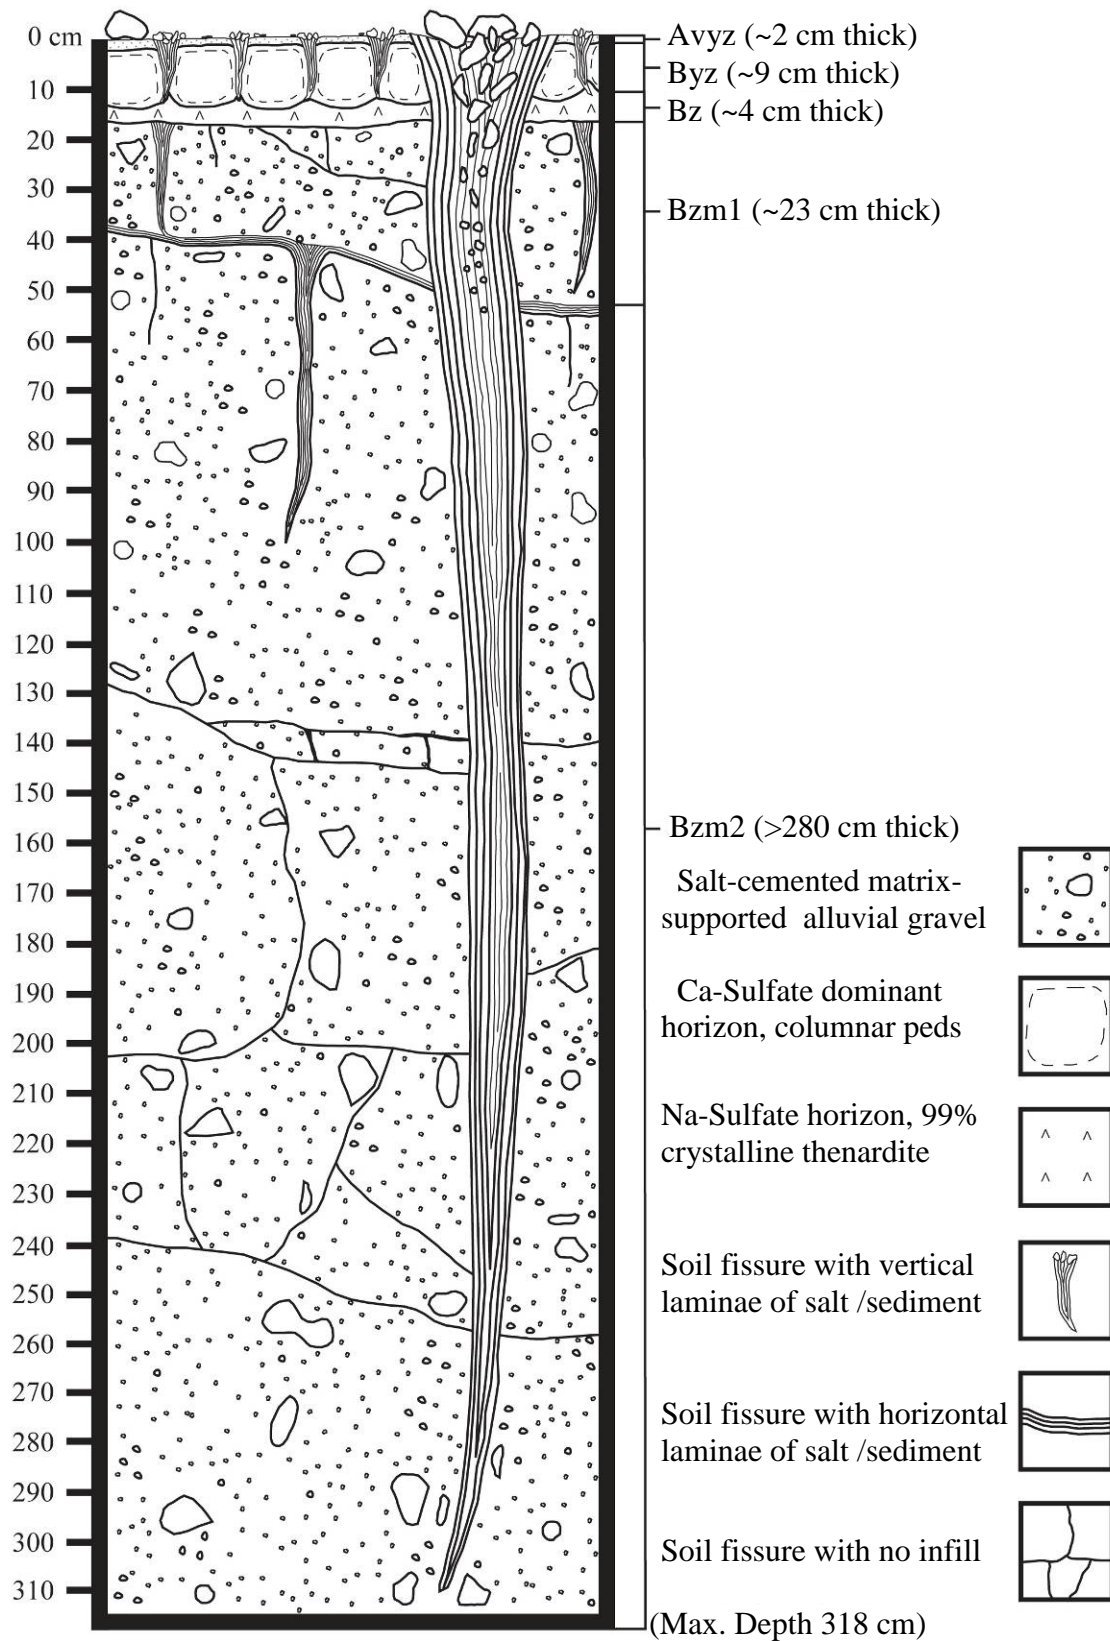 0 cm
10
20
30
40
50
60
70
80
90
100
110
120
130
140
150
160
170
180
190
200
210
220
230
240
250
260
270
280
290
300
310
Avyz (~2 cm thick)
Byz (~9 cm thick)
Bz (~4 cm thick)
Bzm1 (~23 cm thick)
Bzm2 (>280 cm thick)
Salt-cemented matrix-
supported alluvial gravel
Ca-Sulfate dominant
horizon, columnar peds
Na-Sulfate horizon, 99%
crystalline thenardite
Soil fissure with vertical
laminae of salt /sediment
Soil fissure with horizontal
laminae of salt /sediment
Soil fissure with no infill
(Max. Depth 318 cm)